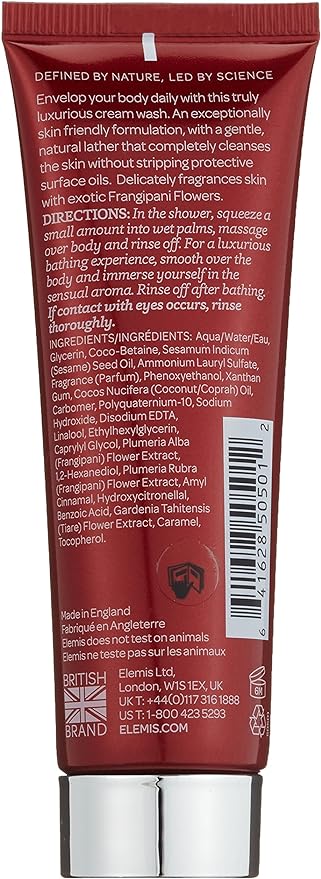 DEFINED BY NATURE, LED BY SCIENCE
Envelop your body daily with this truly
luxurious cream wash. An exceptionally
skin friendly formulation, with a gentle,
natural lather that completely cleanses
the skin without stripping protective
surface oils. Delicately fragrances skin
with exotic Frangipani Flowers.
DIRECTIONS: In the shower, squeeze a
small amount into wet palms, massage
over body and rinse off. For a luxurious
bathing experience, smooth over the
body and immerse yourself in the
sensual aroma. Rinse off after bathing.
If contact with eyes occurs, rinse
thoroughly.
INGREDIENTS/INGRÉDIENTS: Aqua/Water/Eau,
Glycerin, Coco-Betaine, Sesamum Indicum
(Sesame) Seed Oil, Ammonium Lauryl Sulfate,
Fragrance (Parfum), Phenoxyethanol, Xanthan
Gum, Cocos Nucifera (Coconut/Coprah) Oil,
Carbomer, Polyquaternium-10, Sodium
Hydroxide, Disodium EDTA,
Linalool, Ethylhexylglycerin,
Caprylyl Glycol, Plumeria Alba
(Frangipani) Flower Extract,
1,2-Hexanediol, Plumeria Rubra
(Frangipani) Flower Extract, Amyl
Cinnamal, Hydroxycitronellal,
Benzoic Acid, Gardenia Tahitensis
(Tiare) Flower Extract, Caramel,
Tocopherol.
6 41628 50501 2
Made in England
Fabriqué en Angleterre
Elemis does not test on animals
Elemis ne teste pas sur les animaux
BRITISH
BRAND
Elemis Ltd,
London, W1S 1EX, UK
UK T: +44(0)117 316 1888
US T: 1-800 423 5293
ELEMIS.COM
6M